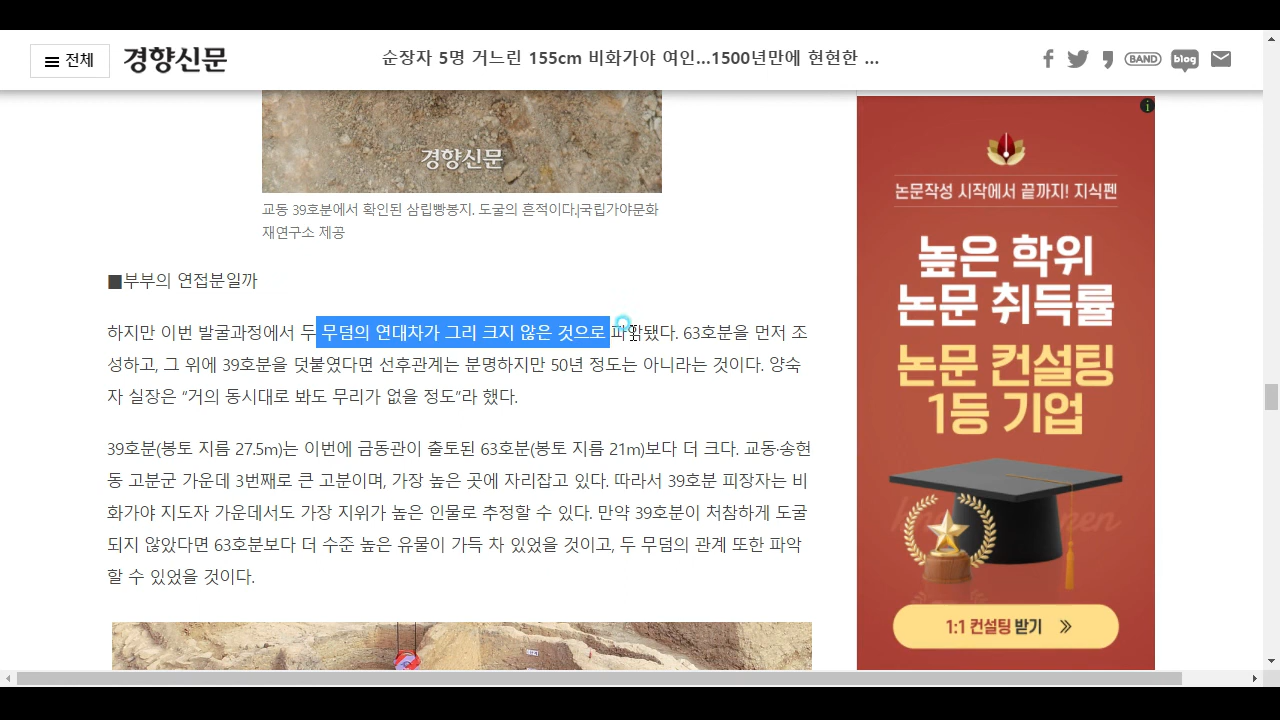 전체
경향신문
순장자 5명 거느린 155cm 비화가야 여인...1500년만에 현현한 ...
BAND
blog
경향신문
교동 39호분에서 확인된 삼립빵봉지. 도굴의 흔적이다.|국립가야문화
재연구소 제공
■부부의 연접분일까
하지만 이번 발굴과정에서 두 무덤의 연대차가 그리 크지 않은 것으로 파악됐다. 63호분을 먼저 조
성하고, 그 위에 39호분을 덧붙였다면 선후관계는 분명하지만 50년 정도는 아니라는 것이다. 양숙
자 실장은 “거의 동시대로 봐도 무리가 없을 정도”라 했다.
39호분(봉토 지름 27.5m)는 이번에 금동관이 출토된 63호분(봉토 지름 21m)보다 더 크다. 교동·송현
동 고분군 가운데 3번째로 큰 고분이며, 가장 높은 곳에 자리잡고 있다. 따라서 39호분 피장자는 비
화가야 지도자 가운데서도 가장 지위가 높은 인물로 추정할 수 있다. 만약 39호분이 처참하게 도굴
되지 않았다면 63호분보다 더 수준 높은 유물이 가득 차 있었을 것이고, 두 무덤의 관계 또한 파악
할 수 있었을 것이다.
논문작성 시작에서 끝까지! 지식펜
높은 학위
논문 취득률
논문 컨설팅
1등 기업
1:1 컨설팅 받기